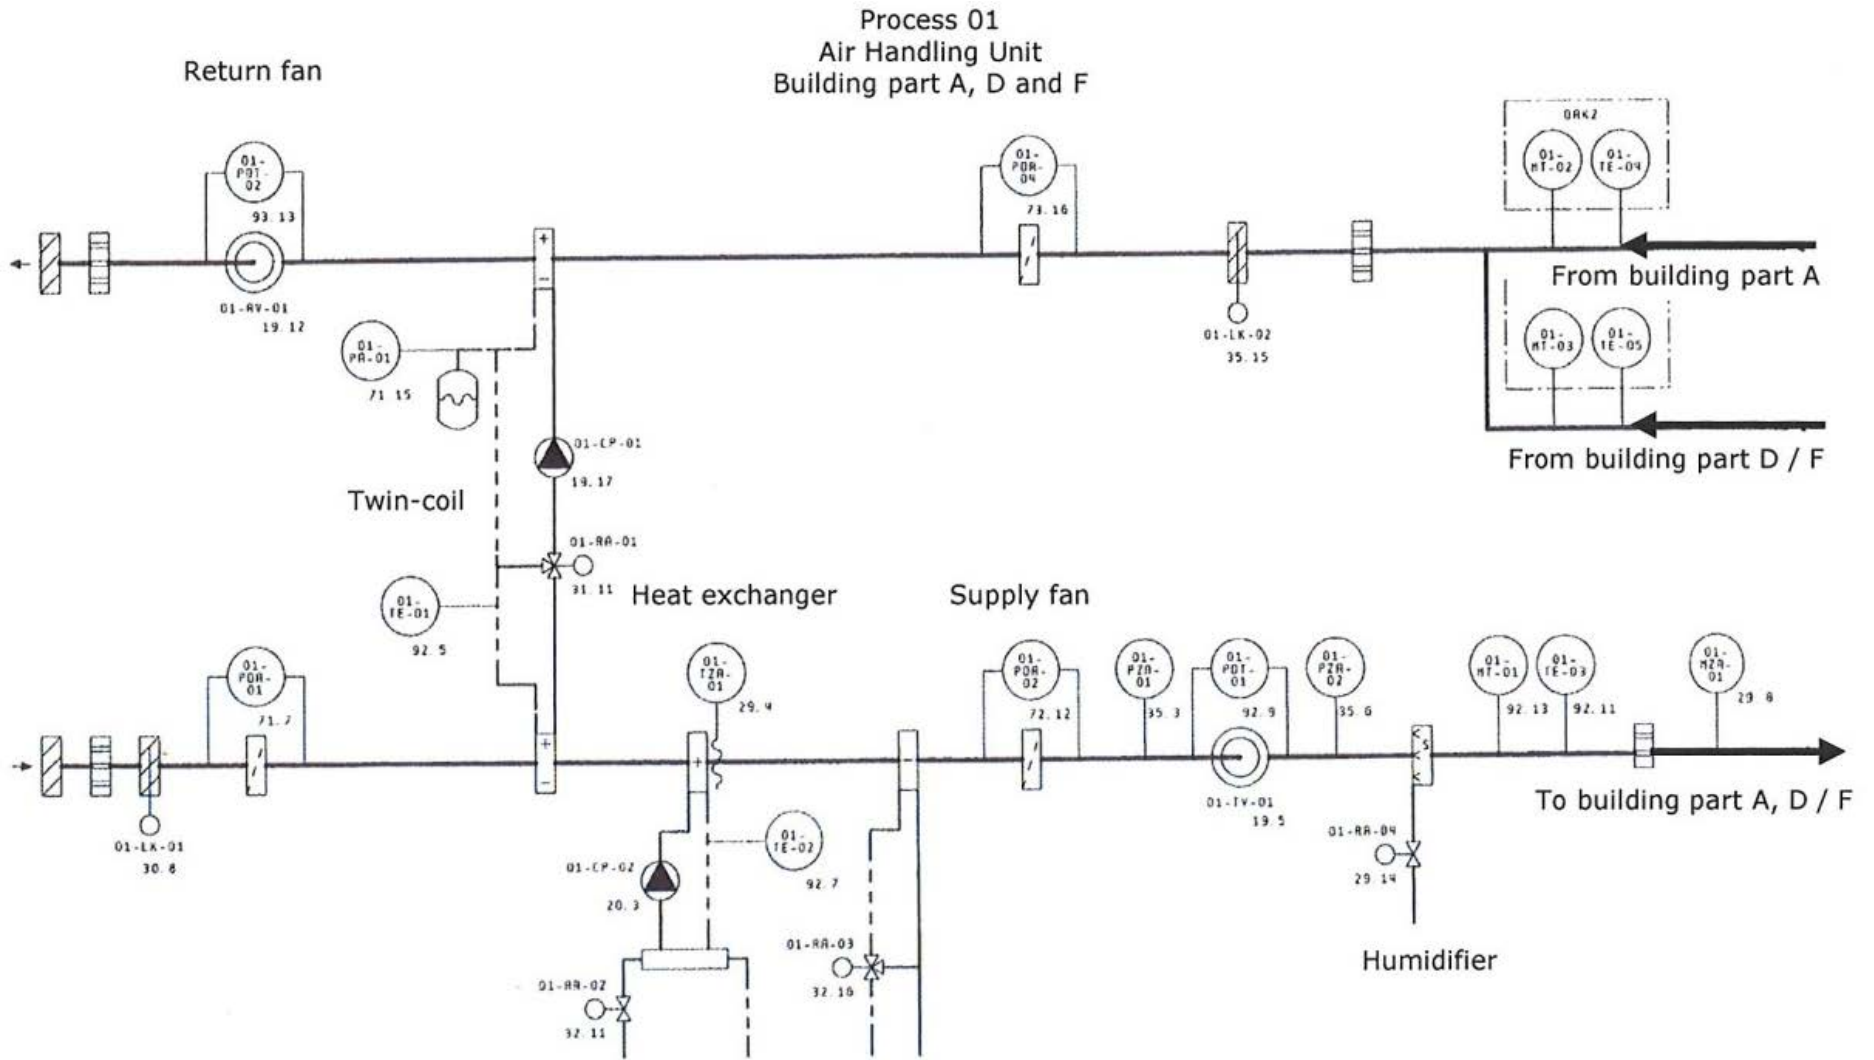 Process 01
Air Handling Unit
Building part A, D and F
Return fan
01-
PDT-
02
93.13
01-RV-01
19.12
+
-
01-
PDA-
04
73.16
01-LK-02
35.15
ORK2
01-
MT-02
01-
TE-04
From building part A
01-
MT-03
01-
TE-05
From building part D / F
01-
PA-01
71.15
01-CP-01
19.17
Twin-coil
01-RA-01
31.11
01-
TE-01
92.5
Heat exchanger
Supply fan
01-
PDA-
01
71.7
01-LK-01
30.8
+
-
01-
TZA-
01
29.4
+
-
01-
PDA-
02
72.12
01-
PZA-
01
35.3
01-
PDT-
01
92.9
01-
PZA-
02
35.6
01-TV-01
19.5
S
01-
MT-01
92.13
01-
TE-03
92.11
01-
MZA-
01
29.8
To building part A, D / F
01-CP-02
20.3
01-
TE-02
92.7
01-RA-02
32.11
01-RA-03
32.16
01-RA-04
29.14
Humidifier